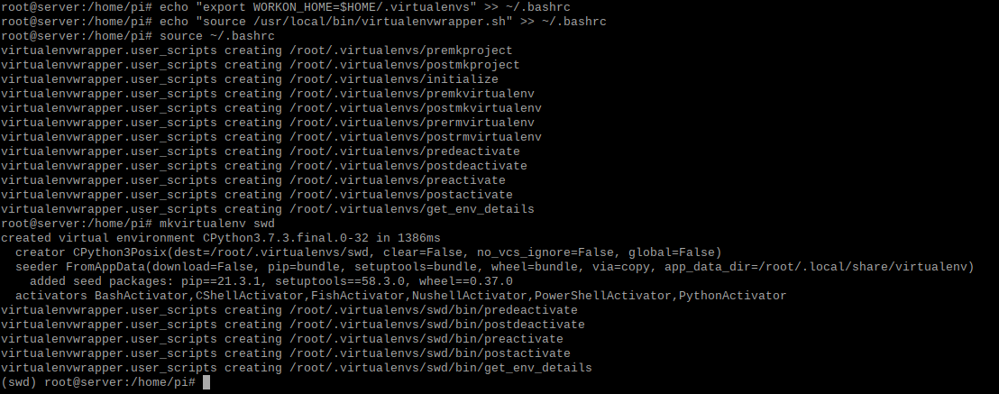 root@server:/home/pi# echo "export WORKON_HOME=$HOME/.virtualenvs" >> ~/.bashrc
root@server:/home/pi# echo "source /usr/local/bin/virtualenvwrapper.sh" >> ~/.bashrc
root@server:/home/pi# source ~/.bashrc
virtualenvwrapper.user_scripts creating /root/.virtualenvs/premkproject
virtualenvwrapper.user_scripts creating /root/.virtualenvs/postmkproject
virtualenvwrapper.user_scripts creating /root/.virtualenvs/initialize
virtualenvwrapper.user_scripts creating /root/.virtualenvs/premkvirtualenv
virtualenvwrapper.user_scripts creating /root/.virtualenvs/postmkvirtualenv
virtualenvwrapper.user_scripts creating /root/.virtualenvs/prermvirtualenv
virtualenvwrapper.user_scripts creating /root/.virtualenvs/postrmvirtualenv
virtualenvwrapper.user_scripts creating /root/.virtualenvs/predeactivate
virtualenvwrapper.user_scripts creating /root/.virtualenvs/postdeactivate
virtualenvwrapper.user_scripts creating /root/.virtualenvs/preactivate
virtualenvwrapper.user_scripts creating /root/.virtualenvs/postactivate
virtualenvwrapper.user_scripts creating /root/.virtualenvs/get_env_details
root@server:/home/pi# mkvirtualenv swd
created virtual environment CPython3.7.3.final.0-32 in 1386ms
  creator CPython3Posix(dest=/root/.virtualenvs/swd, clear=False, no_vcs_ignore=False, global=False)
  seeder FromAppData(download=False, pip=bundle, setuptools=bundle, wheel=bundle, via=copy, app_data_dir=/root/.local/share/virtualenv)
    added seed packages: pip==21.3.1, setuptools==58.3.0, wheel==0.37.0
  activators BashActivator,CShellActivator,FishActivator,NushellActivator,PowerShellActivator,PythonActivator
virtualenvwrapper.user_scripts creating /root/.virtualenvs/swd/bin/predeactivate
virtualenvwrapper.user_scripts creating /root/.virtualenvs/swd/bin/postdeactivate
virtualenvwrapper.user_scripts creating /root/.virtualenvs/swd/bin/preactivate
virtualenvwrapper.user_scripts creating /root/.virtualenvs/swd/bin/postactivate
virtualenvwrapper.user_scripts creating /root/.virtualenvs/swd/bin/get_env_details
(swd) root@server:/home/pi#